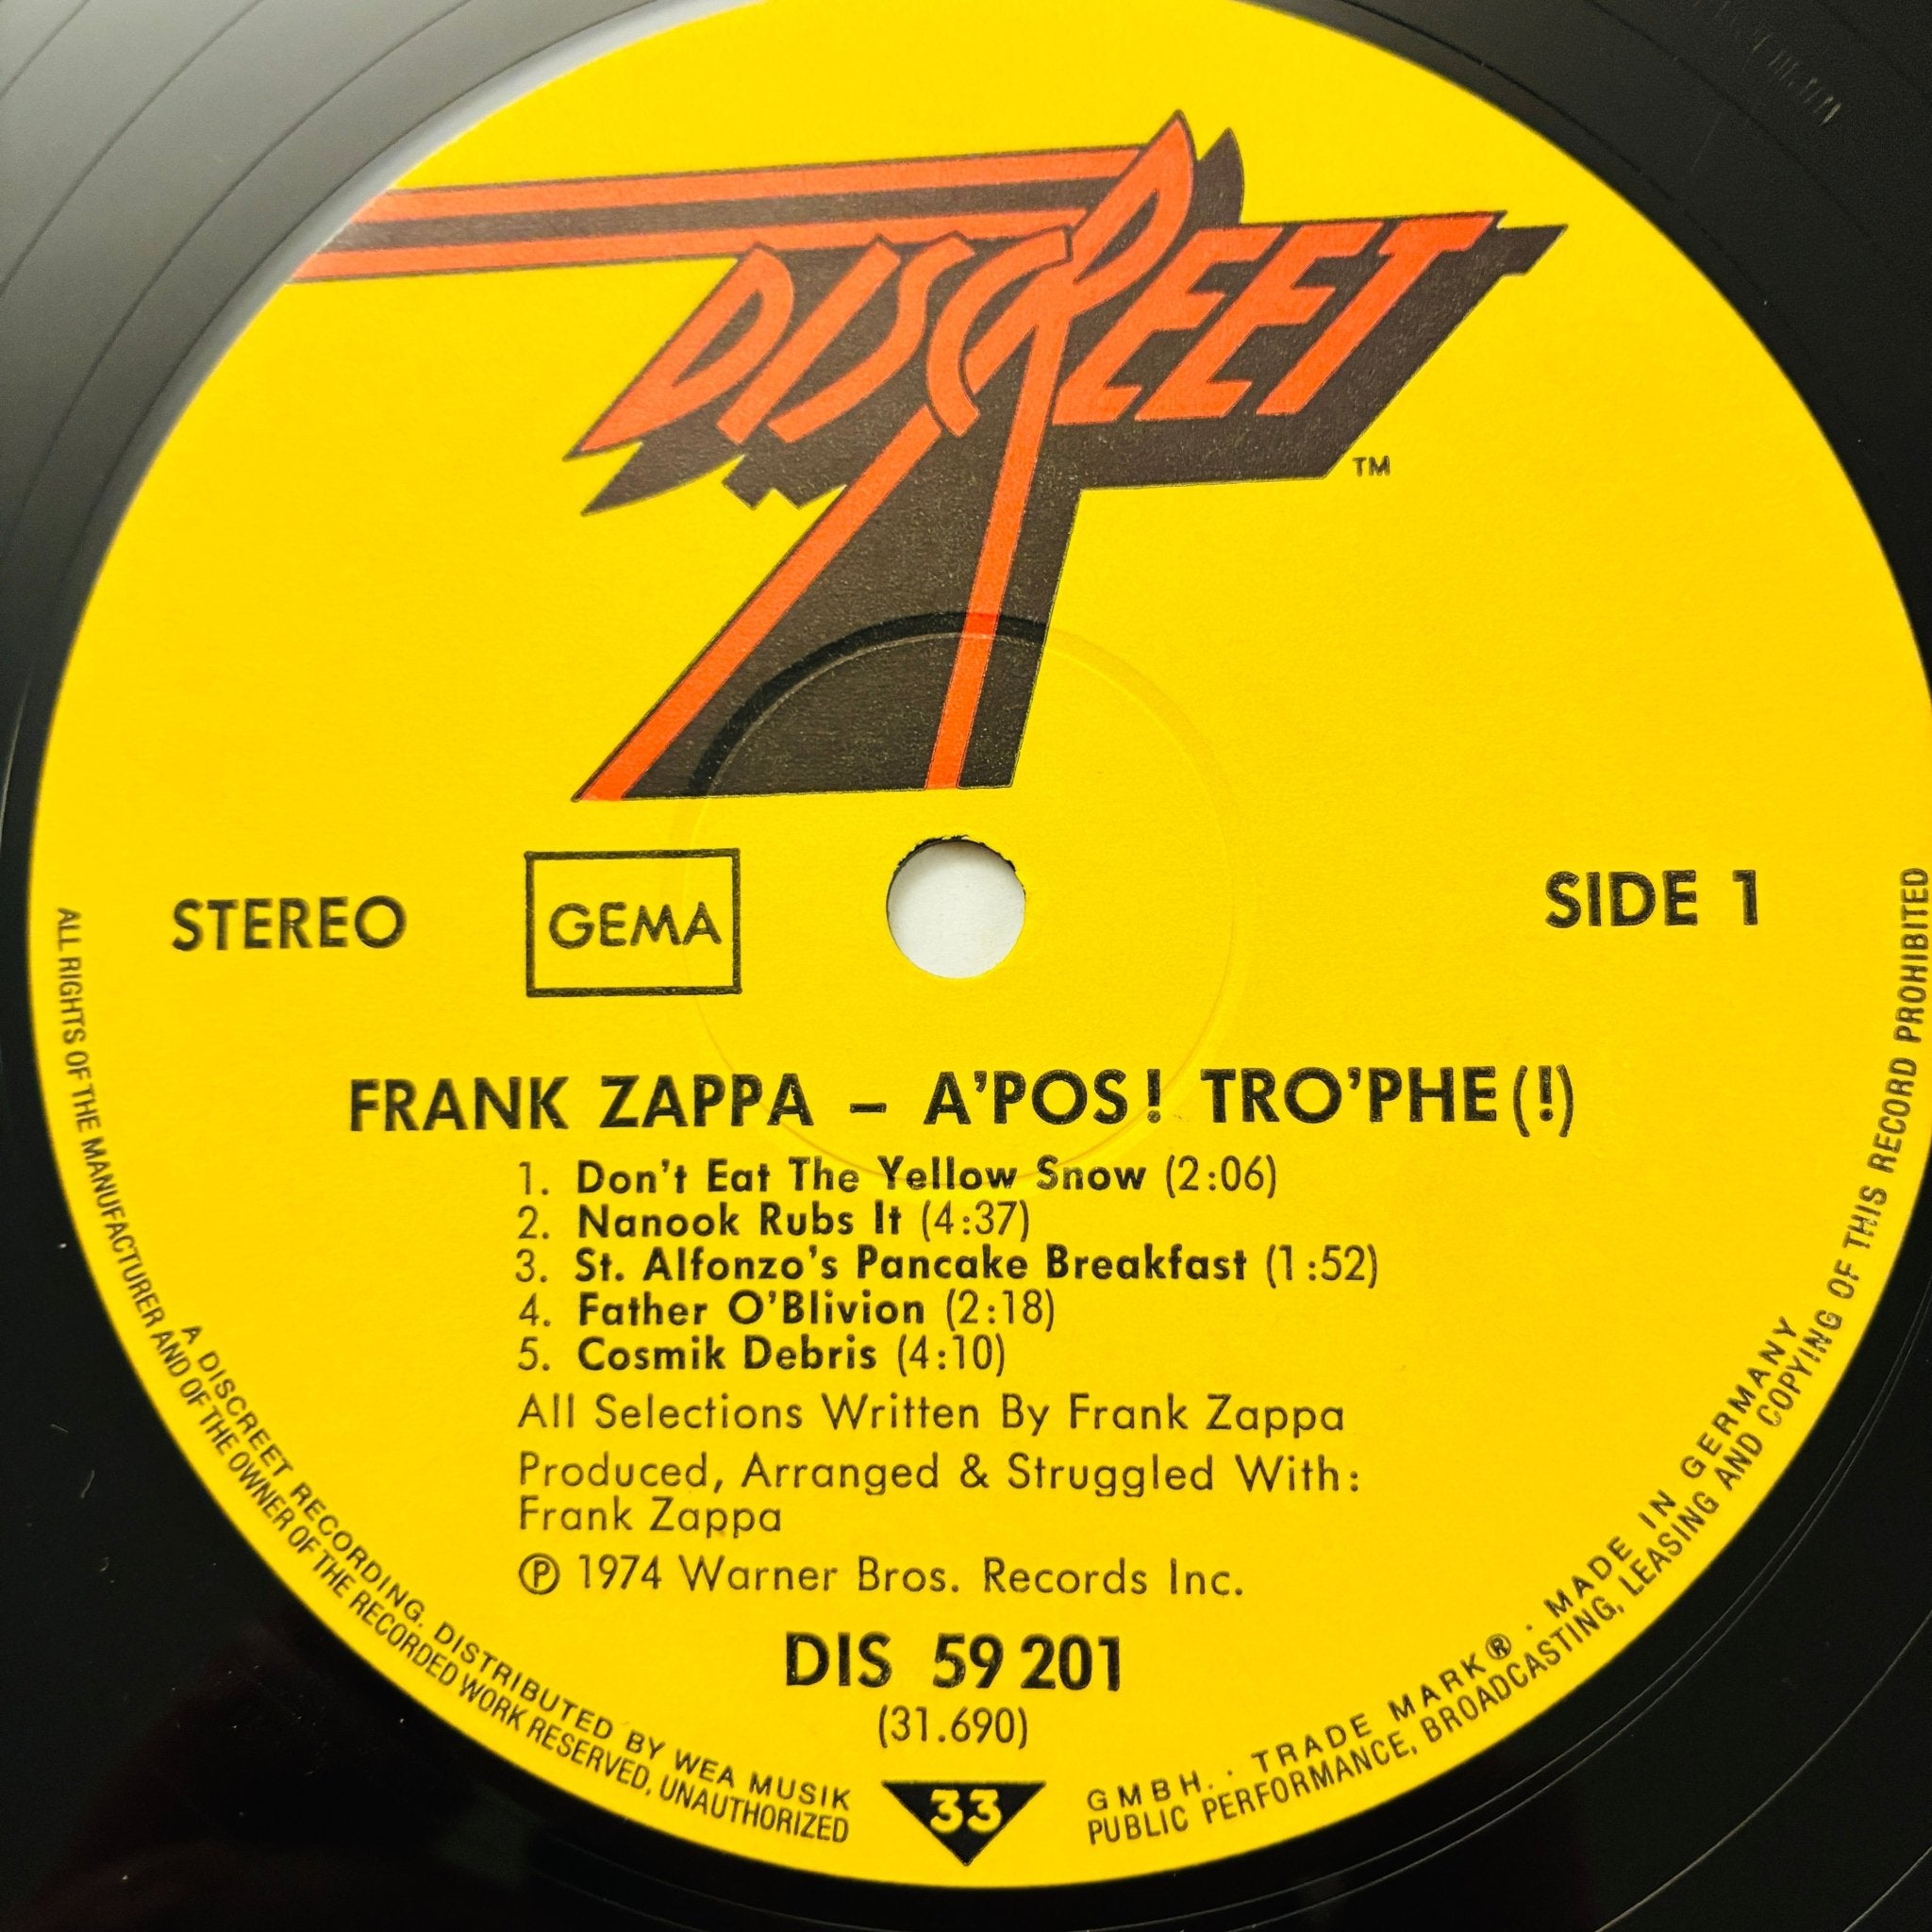 DISCREET
TM
STEREO
GEMA
SIDE 1
FRANK ZAPPA – A'POS! TRO'PHE(!)
1. Don't Eat The Yellow Snow (2:06)
2. Nanook Rubs It (4:37)
3. St. Alfonzo's Pancake Breakfast (1:52)
4. Father O'Blivion (2:18)
5. Cosmik Debris (4:10)
All Selections Written By Frank Zappa
Produced, Arranged & Struggled With:
Frank Zappa
℗ 1974 Warner Bros. Records Inc.
DIS 59 201
(31.690)
33
A DISCREET RECORDING. DISTRIBUTED BY WEA MUSIK GMBH. · TRADE MARK® · MADE IN GERMANY
ALL RIGHTS OF THE MANUFACTURER AND OF THE OWNER OF THE RECORDED WORK RESERVED, UNAUTHORIZED PUBLIC PERFORMANCE, BROADCASTING, LEASING AND COPYING OF THIS RECORD PROHIBITED